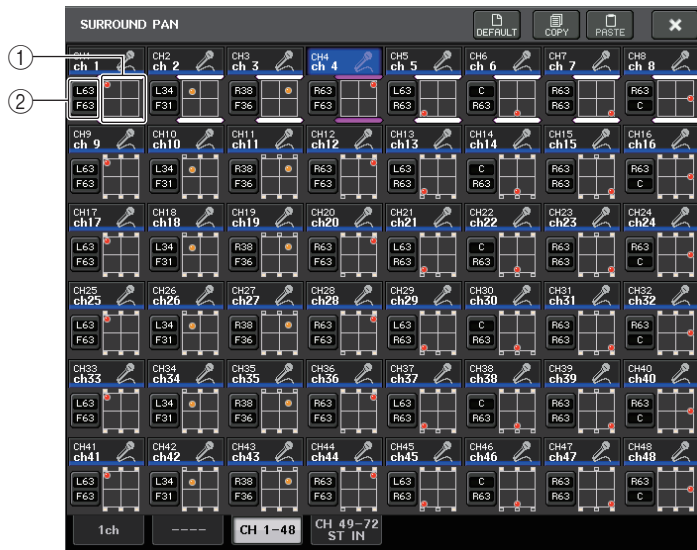 SURROUND PAN
DEFAULT COPY PASTE
①
②
CH1 CH2 CH3 CH4 CH5 CH6 CH7 CH8
ch 1 ch 2 ch 3 ch 4 ch 5 ch 6 ch 7 ch 8
L63 L34 R38 R63 L63 C R63 R63
F63 F31 F36 F63 R63 R63 R63 C
CH9 CH10 CH11 CH12 CH13 CH14 CH15 CH16
ch 9 ch10 ch11 ch12 ch13 ch14 ch15 ch16
L63 L34 R38 R63 L63 C R63 R63
F63 F31 F36 F63 R63 R63 R63 C
CH17 CH18 CH19 CH20 CH21 CH22 CH23 CH24
ch17 ch18 ch19 ch20 ch21 ch22 ch23 ch24
L63 L34 R38 R63 L63 C R63 R63
F63 F31 F36 F63 R63 R63 R63 C
CH25 CH26 CH27 CH28 CH29 CH30 CH31 CH32
ch25 ch26 ch27 ch28 ch29 ch30 ch31 ch32
L63 L34 R38 R63 L63 C R63 R63
F63 F31 F36 F63 R63 R63 R63 C
CH33 CH34 CH35 CH36 CH37 CH38 CH39 CH40
ch33 ch34 ch35 ch36 ch37 ch38 ch39 ch40
L63 L34 R38 R63 L63 C R63 R63
F63 F31 F36 F63 R63 R63 R63 C
CH41 CH42 CH43 CH44 CH45 CH46 CH47 CH48
ch41 ch42 ch43 ch44 ch45 ch46 ch47 ch48
L63 L34 R38 R63 L63 C R63 R63
F63 F31 F36 F63 R63 R63 R63 C
1ch ---- CH 1-48 CH 49-72
ST IN